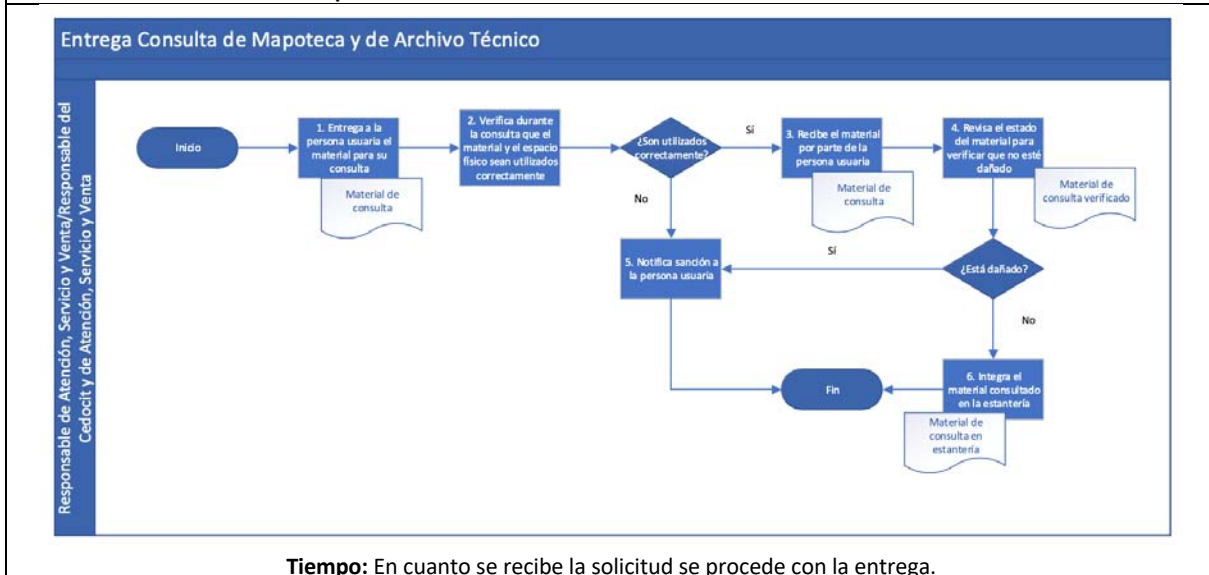 Entrega Consulta de Mapoteca y de Archivo Técnico
Responsable de Atención, Servicio y Venta/Responsable del
Cedocit y de Atención, Servicio y Venta
Inicio
1. Entrega a la
persona usuaria el
material para su
consulta
Material de
consulta
2. Verifica durante
la consulta que el
material y el espacio
físico sean utilizados
correctamente
¿Son utilizados
correctamente?
Sí
No
3. Recibe el material
por parte de la
persona usuaria
Material de
consulta
4. Revisa el estado
del material para
verificar que no esté
dañado
Material de
consulta verificado
¿Está dañado?
Sí
No
5. Notifica sanción a
la persona usuaria
6. Integra el
material consultado
en la estantería
Material de
consulta en
estantería
Fin
Tiempo: En cuanto se recibe la solicitud se procede con la entrega.